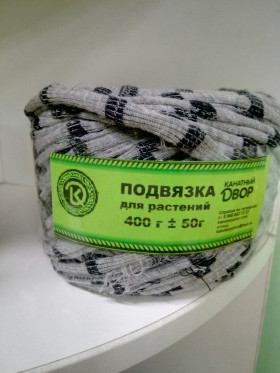 ПОДВЯЗКА
для растений
400 г ± 50г
КАНАТНЫЙ
ДВОР